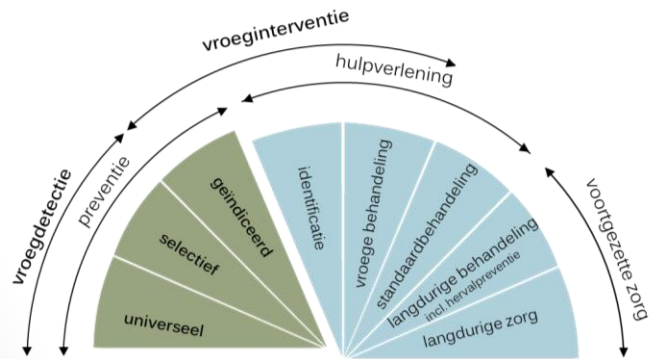 vroeginterventie
hulpverlening
vroegdetectie
preventie
voortgezette zorg
universeel
selectief
geïndiceerd
identificatie
vroege behandeling
standaardbehandeling
langdurige behandeling
incl. hervalpreventie
langdurige zorg